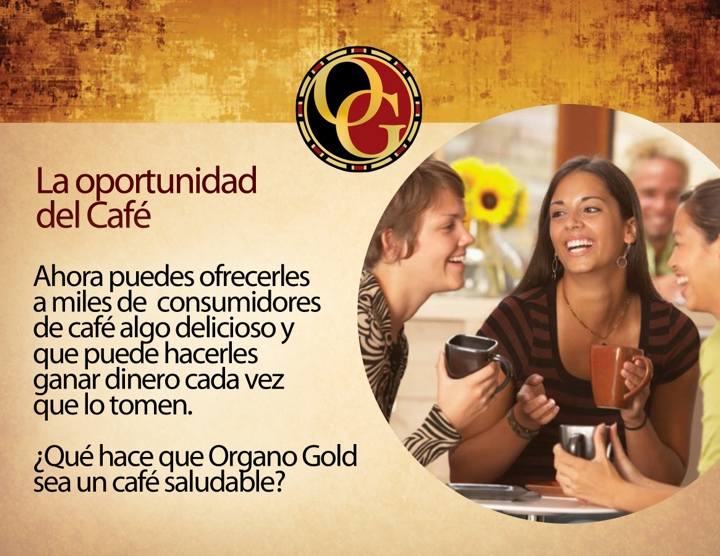 OG
La oportunidad
del Café
Ahora puedes ofrecerles
a miles de consumidores
de café algo delicioso y
que puede hacerles
ganar dinero cada vez
que lo tomen.
¿Qué hace que Organo Gold
sea un café saludable?